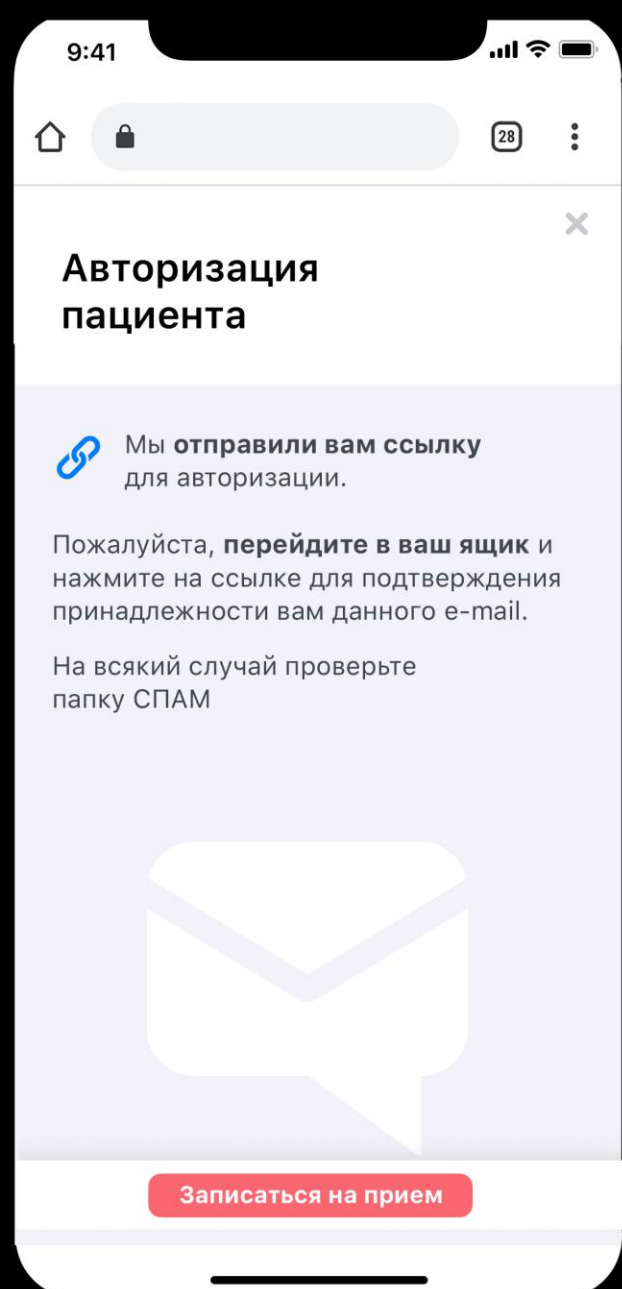 9:41
28
Авторизация
пациента
Мы отправили вам ссылку
для авторизации.
Пожалуйста, перейдите в ваш ящик и
нажмите на ссылке для подтверждения
принадлежности вам данного e-mail.
На всякий случай проверьте
папку СПАМ
Записаться на прием